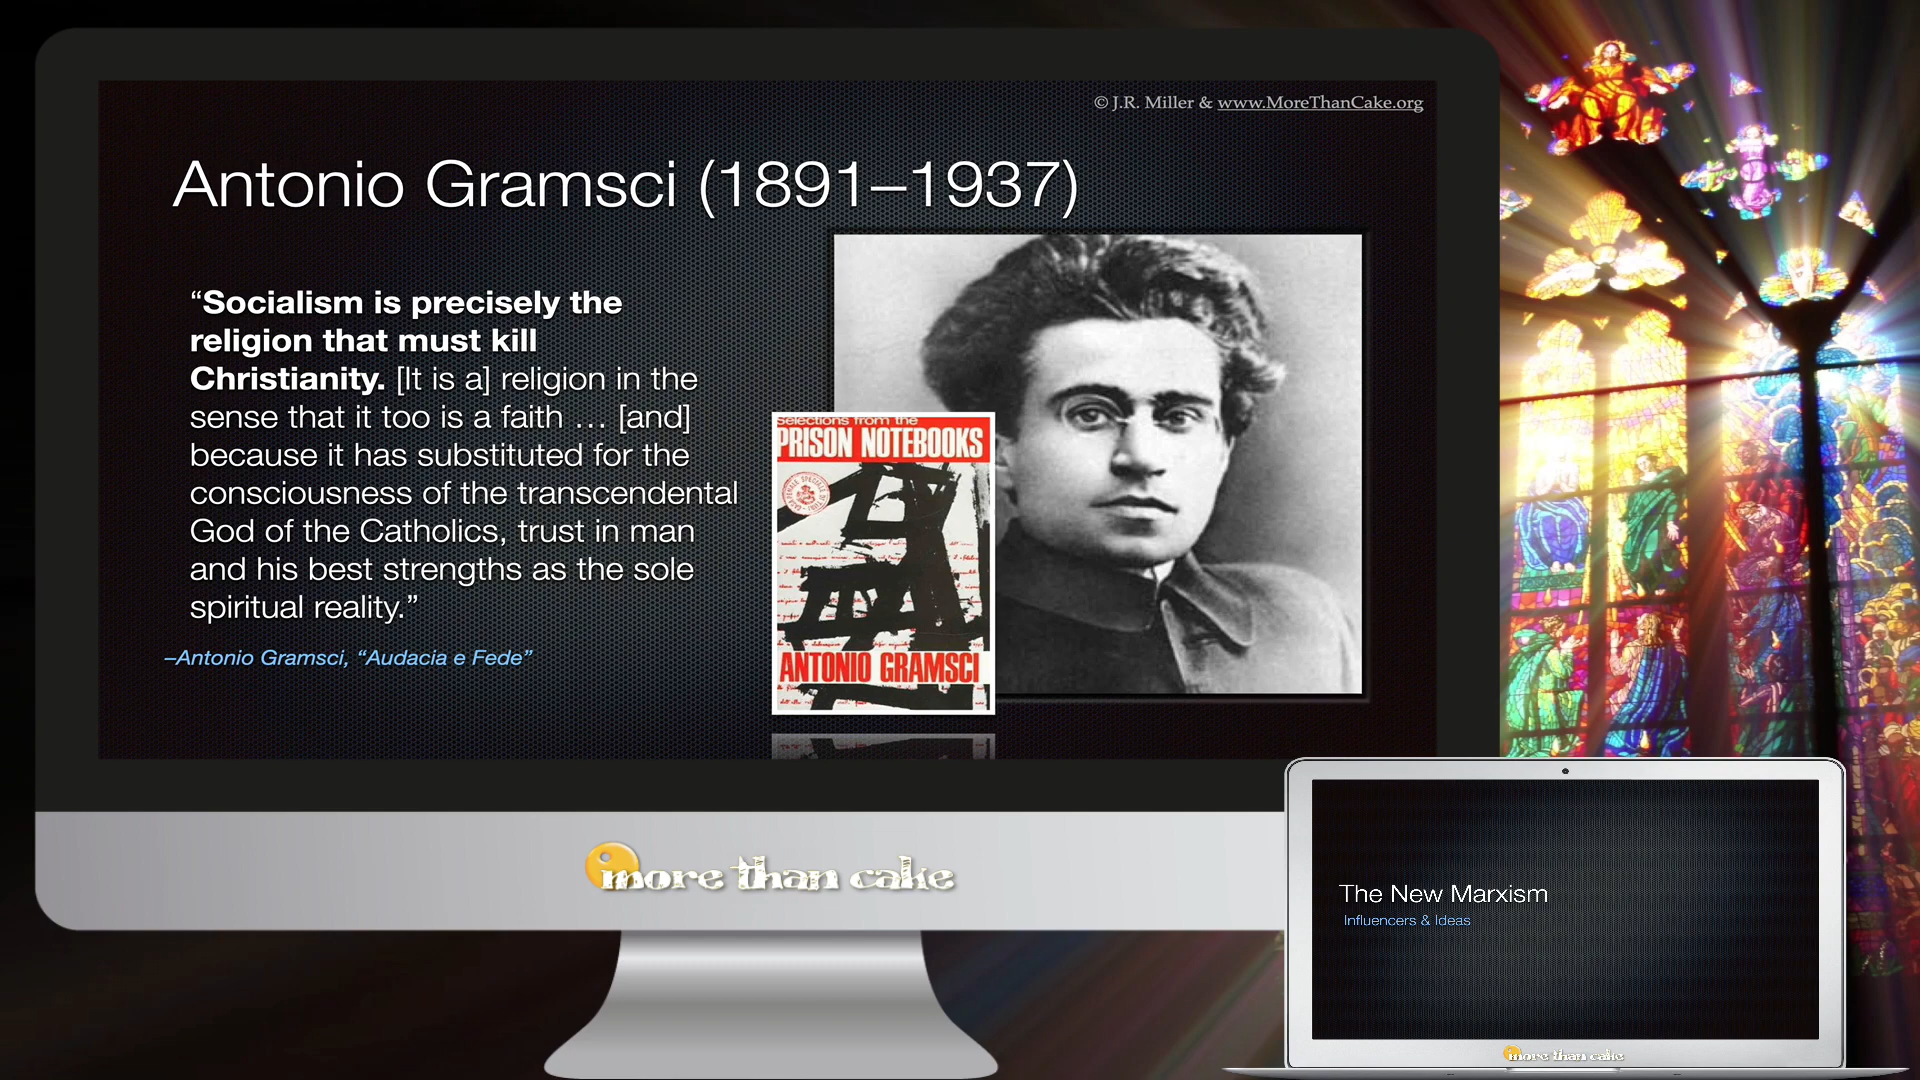 © J.R. Miller & www.MoreThanCake.org
Antonio Gramsci (1891–1937)
“Socialism is precisely the
religion that must kill
Christianity. [It is a] religion in the
sense that it too is a faith … [and]
because it has substituted for the
consciousness of the transcendental
God of the Catholics, trust in man
and his best strengths as the sole
spiritual reality.”
–Antonio Gramsci, “Audacia e Fede”
Selections from the
PRISON NOTEBOOKS
ANTONIO GRAMSCI
more than cake
The New Marxism
Influencers & Ideas
more than cake